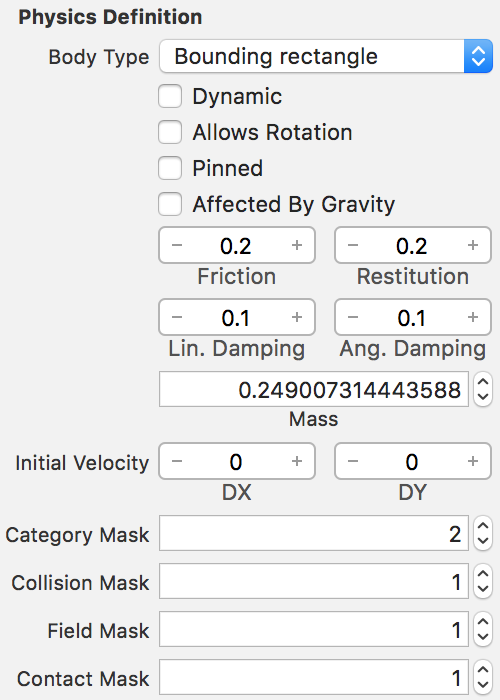 Physics Definition
Body Type Bounding rectangle
Dynamic
Allows Rotation
Pinned
Affected By Gravity
− 0.2 + − 0.2 +
Friction Restitution
− 0.1 + − 0.1 +
Lin. Damping Ang. Damping
0.249007314443588
Mass
Initial Velocity − 0 + − 0 +
DX DY
Category Mask 2
Collision Mask 1
Field Mask 1
Contact Mask 1